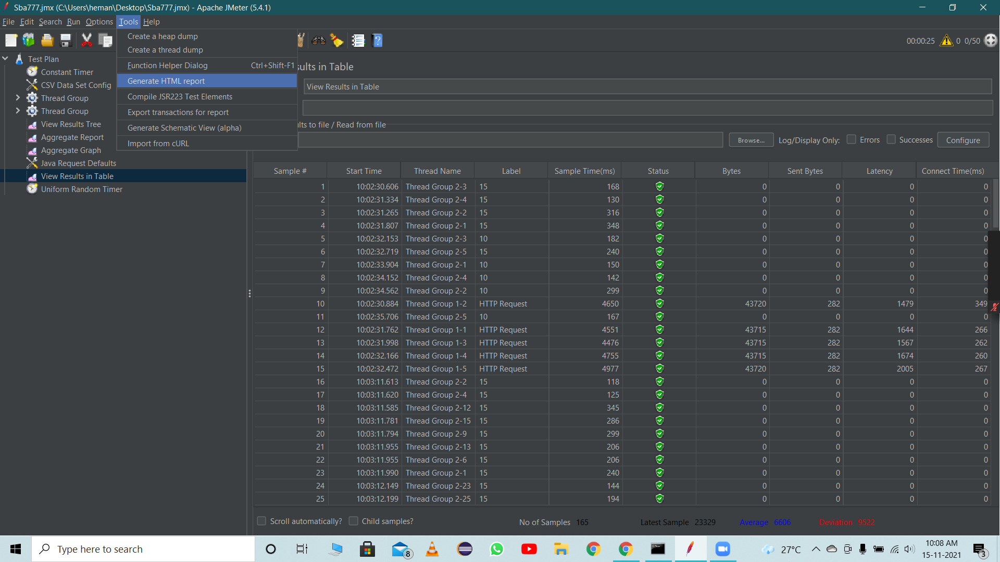 Sba777.jmx (C:\Users\heman\Desktop\Sba777.jmx) - Apache JMeter (5.4.1)
File Edit Search Run Options Tools Help
00:00:25 0 0/50
Create a heap dump
Create a thread dump
Function Helper Dialog Ctrl+Shift-F1
Generate HTML report
Compile JSR223 Test Elements
Export transactions for report
Generate Schematic View (alpha)
Import from cURL
Test Plan
Constant Timer
CSV Data Set Config
Thread Group
Thread Group
View Results Tree
Aggregate Report
Aggregate Graph
Java Request Defaults
View Results in Table
Uniform Random Timer
sults in Table
View Results in Table
ilts to file / Read from file
Browse... Log/Display Only: Errors Successes Configure
Sample # Start Time Thread Name Label Sample Time(ms) Status Bytes Sent Bytes Latency Connect Time(ms)
1 10:02:30.606 Thread Group 2-3 15 168 0 0 0 0
2 10:02:31.334 Thread Group 2-4 15 130 0 0 0 0
3 10:02:31.265 Thread Group 2-2 15 316 0 0 0 0
4 10:02:31.807 Thread Group 2-1 15 348 0 0 0 0
5 10:02:32.153 Thread Group 2-3 10 182 0 0 0 0
6 10:02:32.719 Thread Group 2-5 15 240 0 0 0 0
7 10:02:33.904 Thread Group 2-1 10 150 0 0 0 0
8 10:02:34.152 Thread Group 2-4 10 142 0 0 0 0
9 10:02:34.562 Thread Group 2-2 10 299 0 0 0 0
10 10:02:30.884 Thread Group 1-2 HTTP Request 4650 43720 282 1479 349
11 10:02:35.706 Thread Group 2-5 10 167 0 0 0 0
12 10:02:31.762 Thread Group 1-1 HTTP Request 4551 43715 282 1644 266
13 10:02:31.998 Thread Group 1-3 HTTP Request 4476 43715 282 1567 262
14 10:02:32.166 Thread Group 1-4 HTTP Request 4755 43715 282 1674 260
15 10:02:32.472 Thread Group 1-5 HTTP Request 4977 43720 282 2005 267
16 10:03:11.613 Thread Group 2-2 15 118 0 0 0 0
17 10:03:11.620 Thread Group 2-4 15 125 0 0 0 0
18 10:03:11.585 Thread Group 2-12 15 345 0 0 0 0
19 10:03:11.781 Thread Group 2-15 15 286 0 0 0 0
20 10:03:11.794 Thread Group 2-9 15 299 0 0 0 0
21 10:03:11.955 Thread Group 2-13 15 206 0 0 0 0
22 10:03:11.955 Thread Group 2-6 15 206 0 0 0 0
23 10:03:11.990 Thread Group 2-1 15 240 0 0 0 0
24 10:03:12.149 Thread Group 2-23 15 144 0 0 0 0
25 10:03:12.199 Thread Group 2-25 15 194 0 0 0 0
Scroll automatically? Child samples? No of Samples 165 Latest Sample 23329 Average 6606 Deviation 9522
Type here to search
8
27°C
10:08 AM
15-11-2021
3